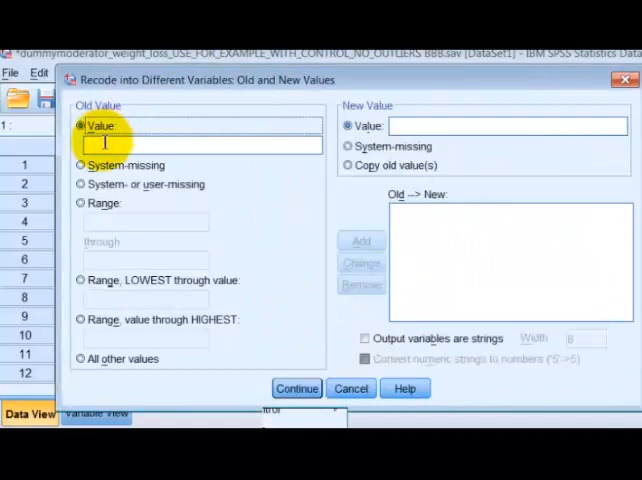 *dummymoderator_weight_loss_USE_FOR_EXAMPLE_WITH_CONTROL_NO_OUTLIERS BBB.sav [DataSet1] - IBM SPSS Statistics Data
File Edit
Recode into Different Variables: Old and New Values
1 :
Old Value
Value:
System-missing
System- or user-missing
Range:
through
Range, LOWEST through value:
Range, value through HIGHEST:
All other values
New Value
Value:
System-missing
Copy old value(s)
Old --> New:
Add
Change
Remove
Output variables are strings Width 8
Convert numeric strings to numbers ('5'->5)
Continue Cancel Help
1
2
3
4
5
6
7
8
9
10
11
12
Data View Variable View